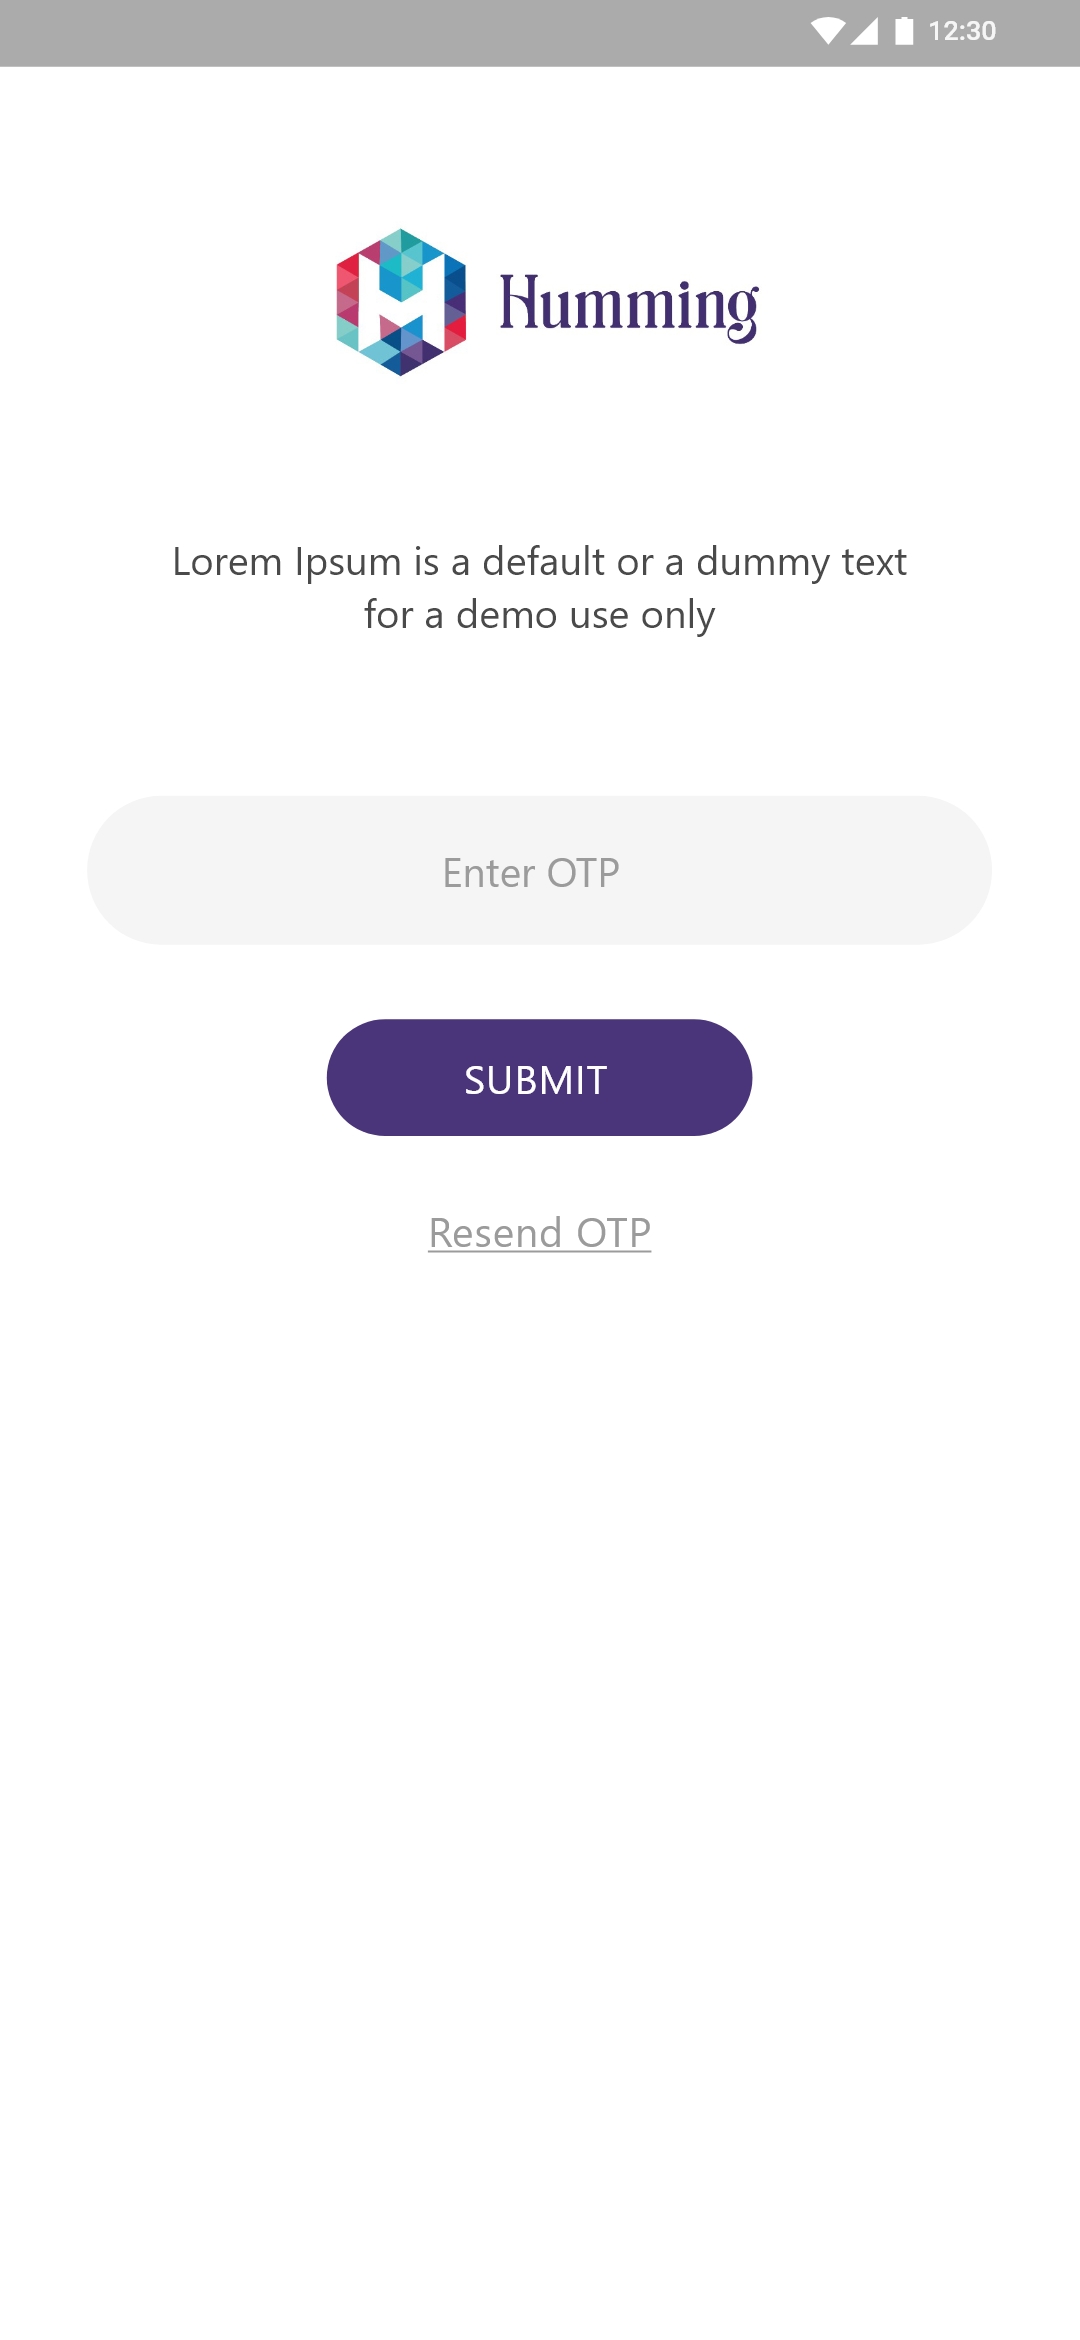 12:30
Humming
Lorem Ipsum is a default or a dummy text
for a demo use only
Enter OTP
SUBMIT
Resend OTP